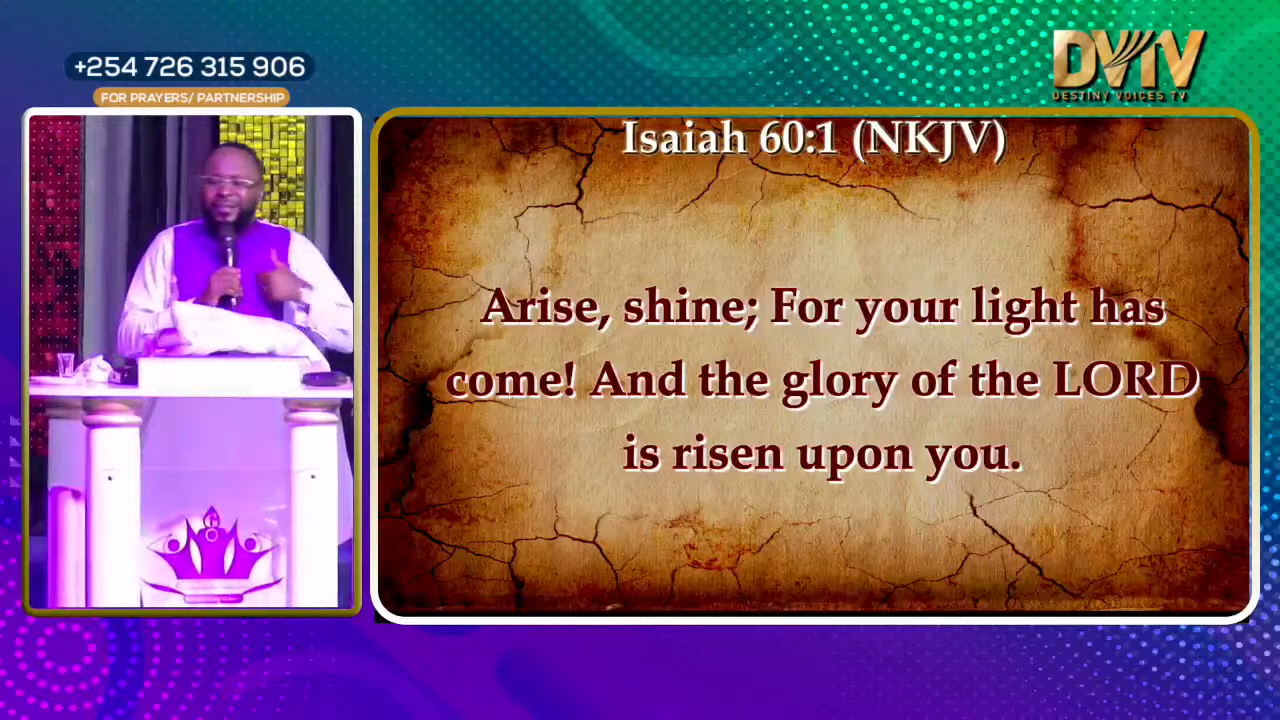 +254 726 315 906
FOR PRAYERS/ PARTNERSHIP
DVTV
DESTINY VOICES TV
Isaiah 60:1 (NKJV)
Arise, shine; For your light has
come! And the glory of the LORD
is risen upon you.